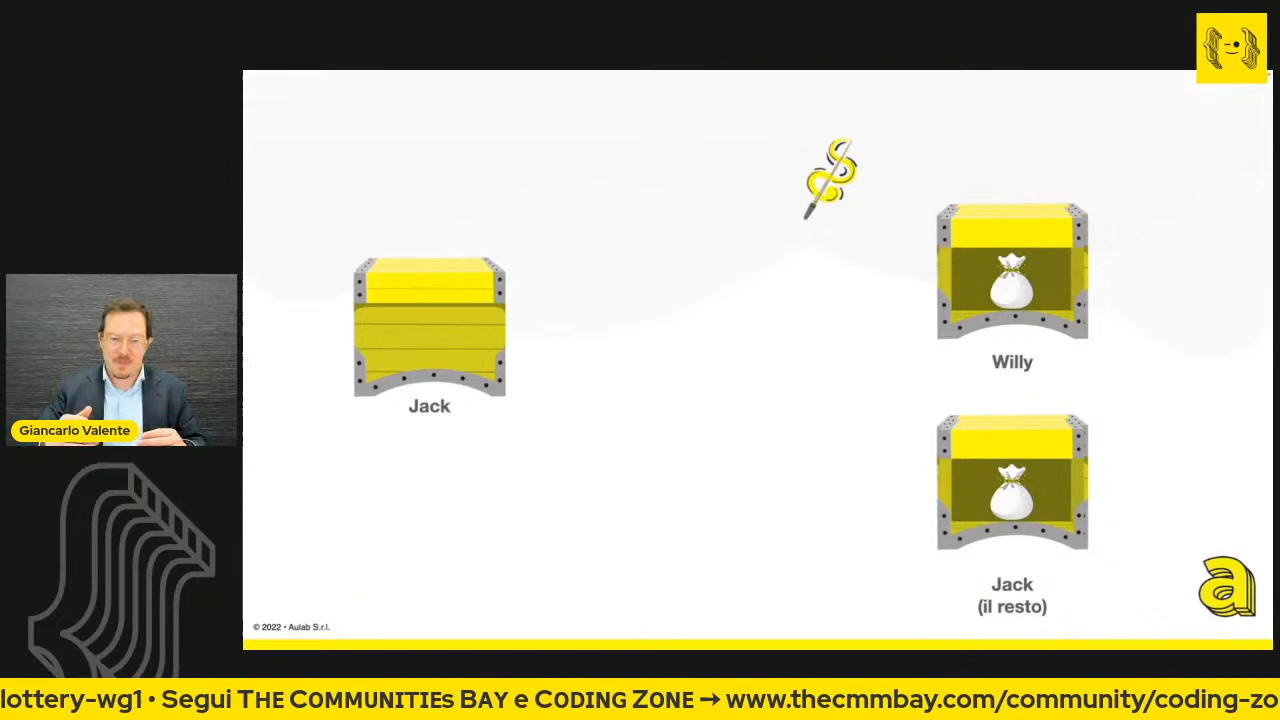 Willy
Jack
Giancarlo Valente
Jack
(il resto)
a
© 2022 • Aulab S.r.l.
lottery-wg1 • Segui THE COMMUNITIEs BAY e CODING ZONE → www.thecmmbay.com/community/coding-zo